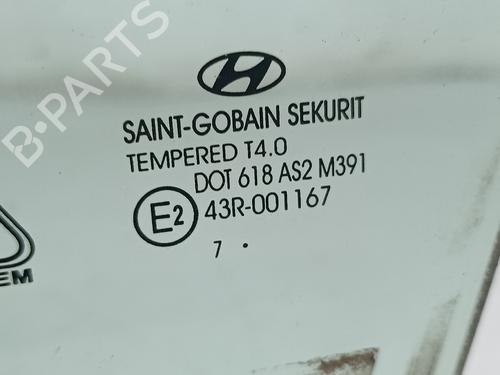 B-PARTS
SAINT-GOBAIN SEKURIT
TEMPERED T4.0
DOT 618 AS2 M391
E2 43R-001167
7 .
EM